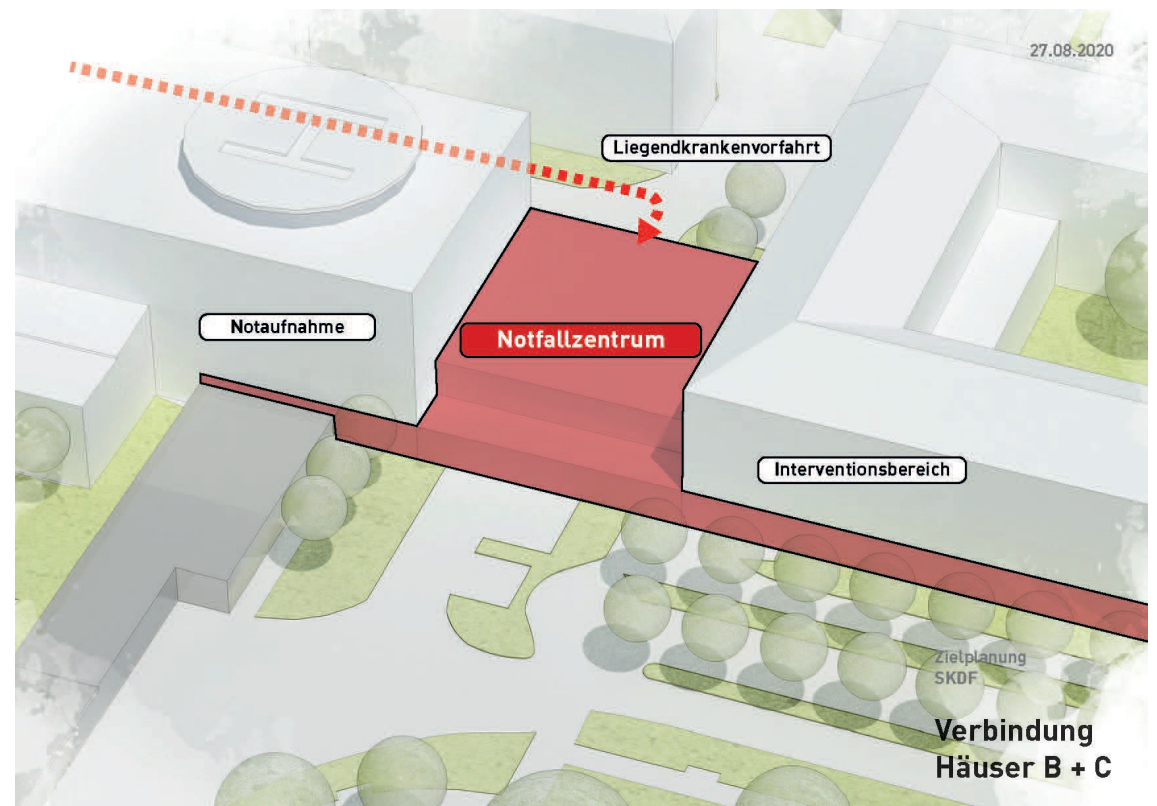 27.08.2020
Liegendkrankenvorfahrt
Notaufnahme
Notfallzentrum
Interventionsbereich
Zielplanung
SKDF
Verbindung
Häuser B + C